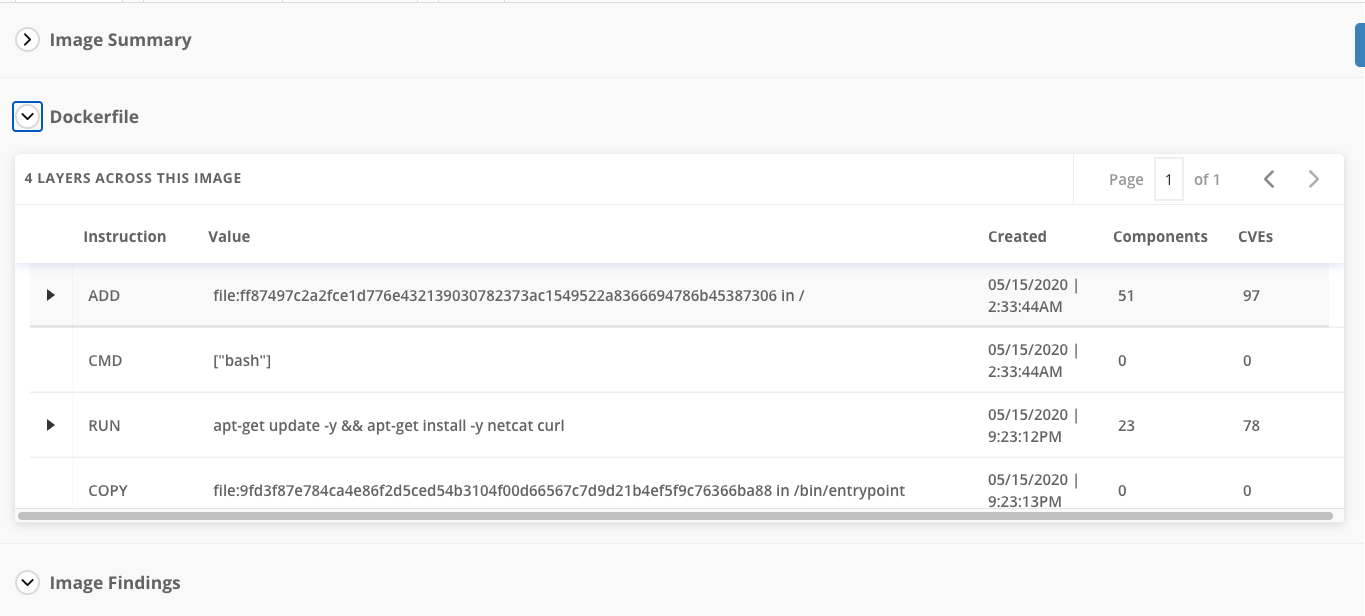 Image Summary
Dockerfile
4 LAYERS ACROSS THIS IMAGE
Page 1 of 1
Instruction Value Created Components CVEs
ADD file:ff87497c2a2fce1d776e432139030782373ac1549522a8366694786b45387306 in / 05/15/2020 | 2:33:44AM 51 97
CMD ["bash"] 05/15/2020 | 2:33:44AM 0 0
RUN apt-get update -y && apt-get install -y netcat curl 05/15/2020 | 9:23:12PM 23 78
COPY file:9fd3f87e784ca4e86f2d5ced54b3104f00d66567c7d9d21b4ef5f9c76366ba88 in /bin/entrypoint 05/15/2020 | 9:23:13PM 0 0
Image Findings